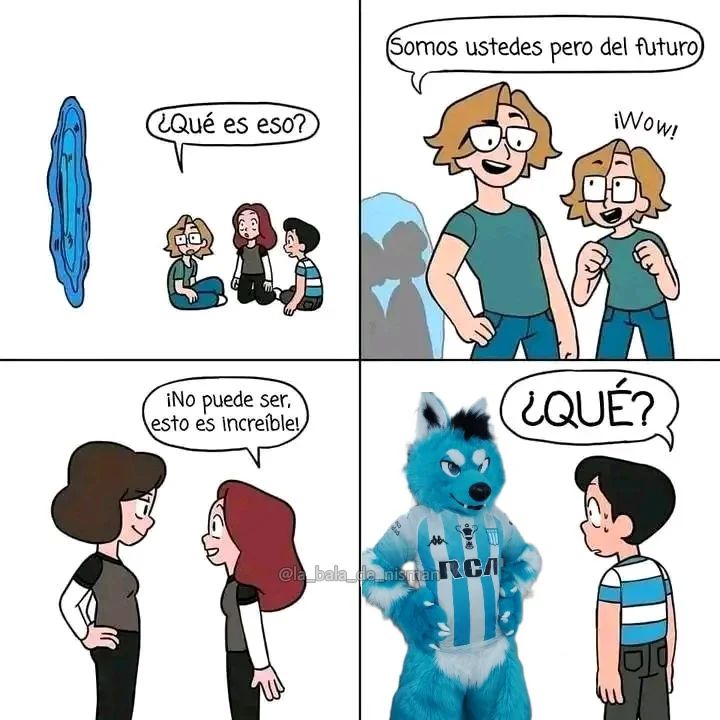 ¿Qué es eso?
Somos ustedes pero del futuro
¡Wow!
¡No puede ser,
esto es increíble!
¿QUÉ?
@la_bala_de_nisman
RCA